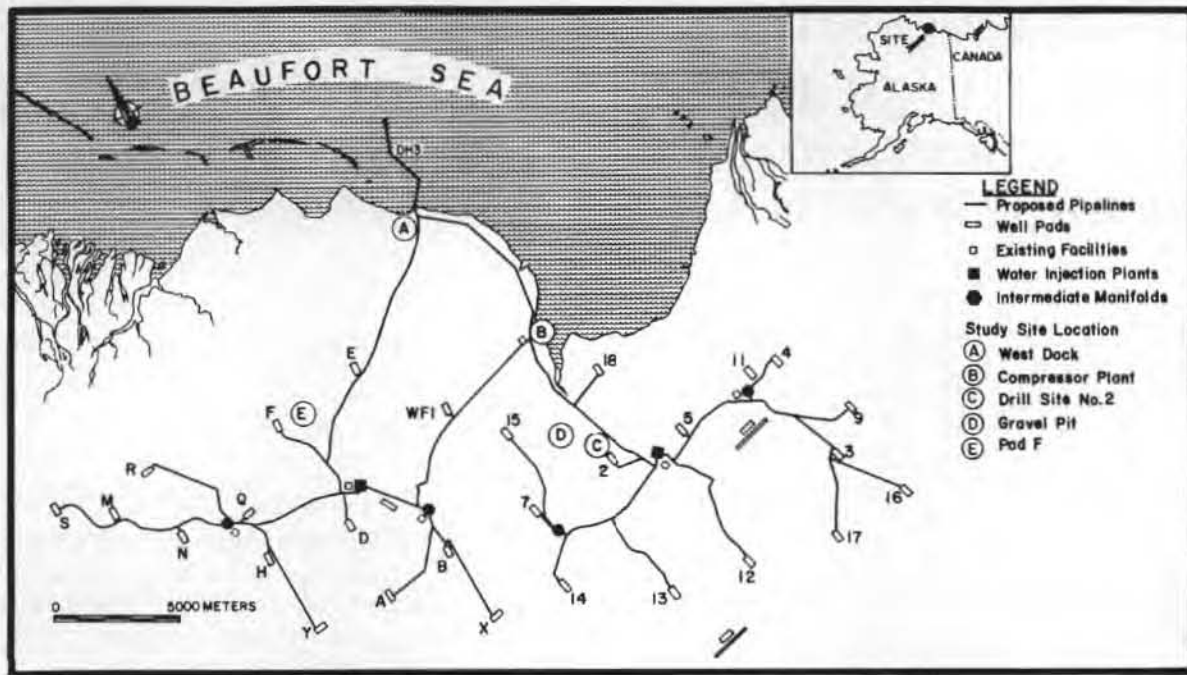 BEAUFORT SEA
SITE
CANADA
ALASKA
DH3
LEGEND
Proposed Pipelines
Well Pads
Existing Facilities
Water Injection Plants
Intermediate Manifolds
Study Site Location
A West Dock
B Compressor Plant
C Drill Site No.2
D Gravel Pit
E Pad F
A
B
E
18
11
4
F
E
WF1
15
D
C
5
9
2
3
R
Q
7
16
S
M
N
D
B
17
H
A
14
13
12
Y
X
0 5000 METERS